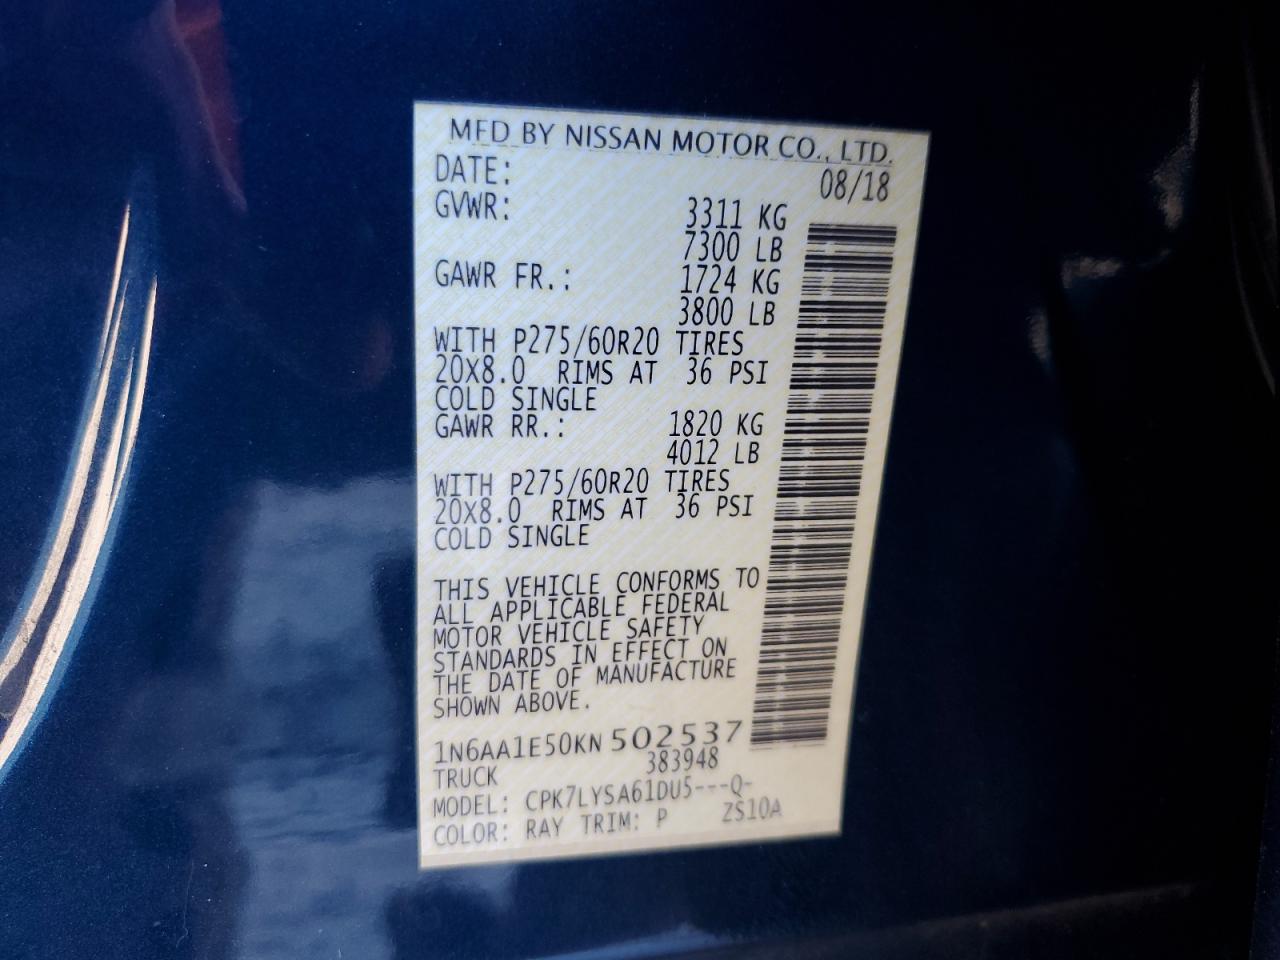 MFD BY NISSAN MOTOR CO., LTD.
DATE: 08/18
GVWR: 3311 KG
7300 LB
GAWR FR.: 1724 KG
3800 LB
WITH P275/60R20 TIRES
20X8.0 RIMS AT 36 PSI
COLD SINGLE
GAWR RR.: 1820 KG
4012 LB
WITH P275/60R20 TIRES
20X8.0 RIMS AT 36 PSI
COLD SINGLE
THIS VEHICLE CONFORMS TO
ALL APPLICABLE FEDERAL
MOTOR VEHICLE SAFETY
STANDARDS IN EFFECT ON
THE DATE OF MANUFACTURE
SHOWN ABOVE.
1N6AA1E50KN502537
TRUCK 383948
MODEL: CPK7LYSA61DU5---Q-
COLOR: RAY TRIM: P ZS10A